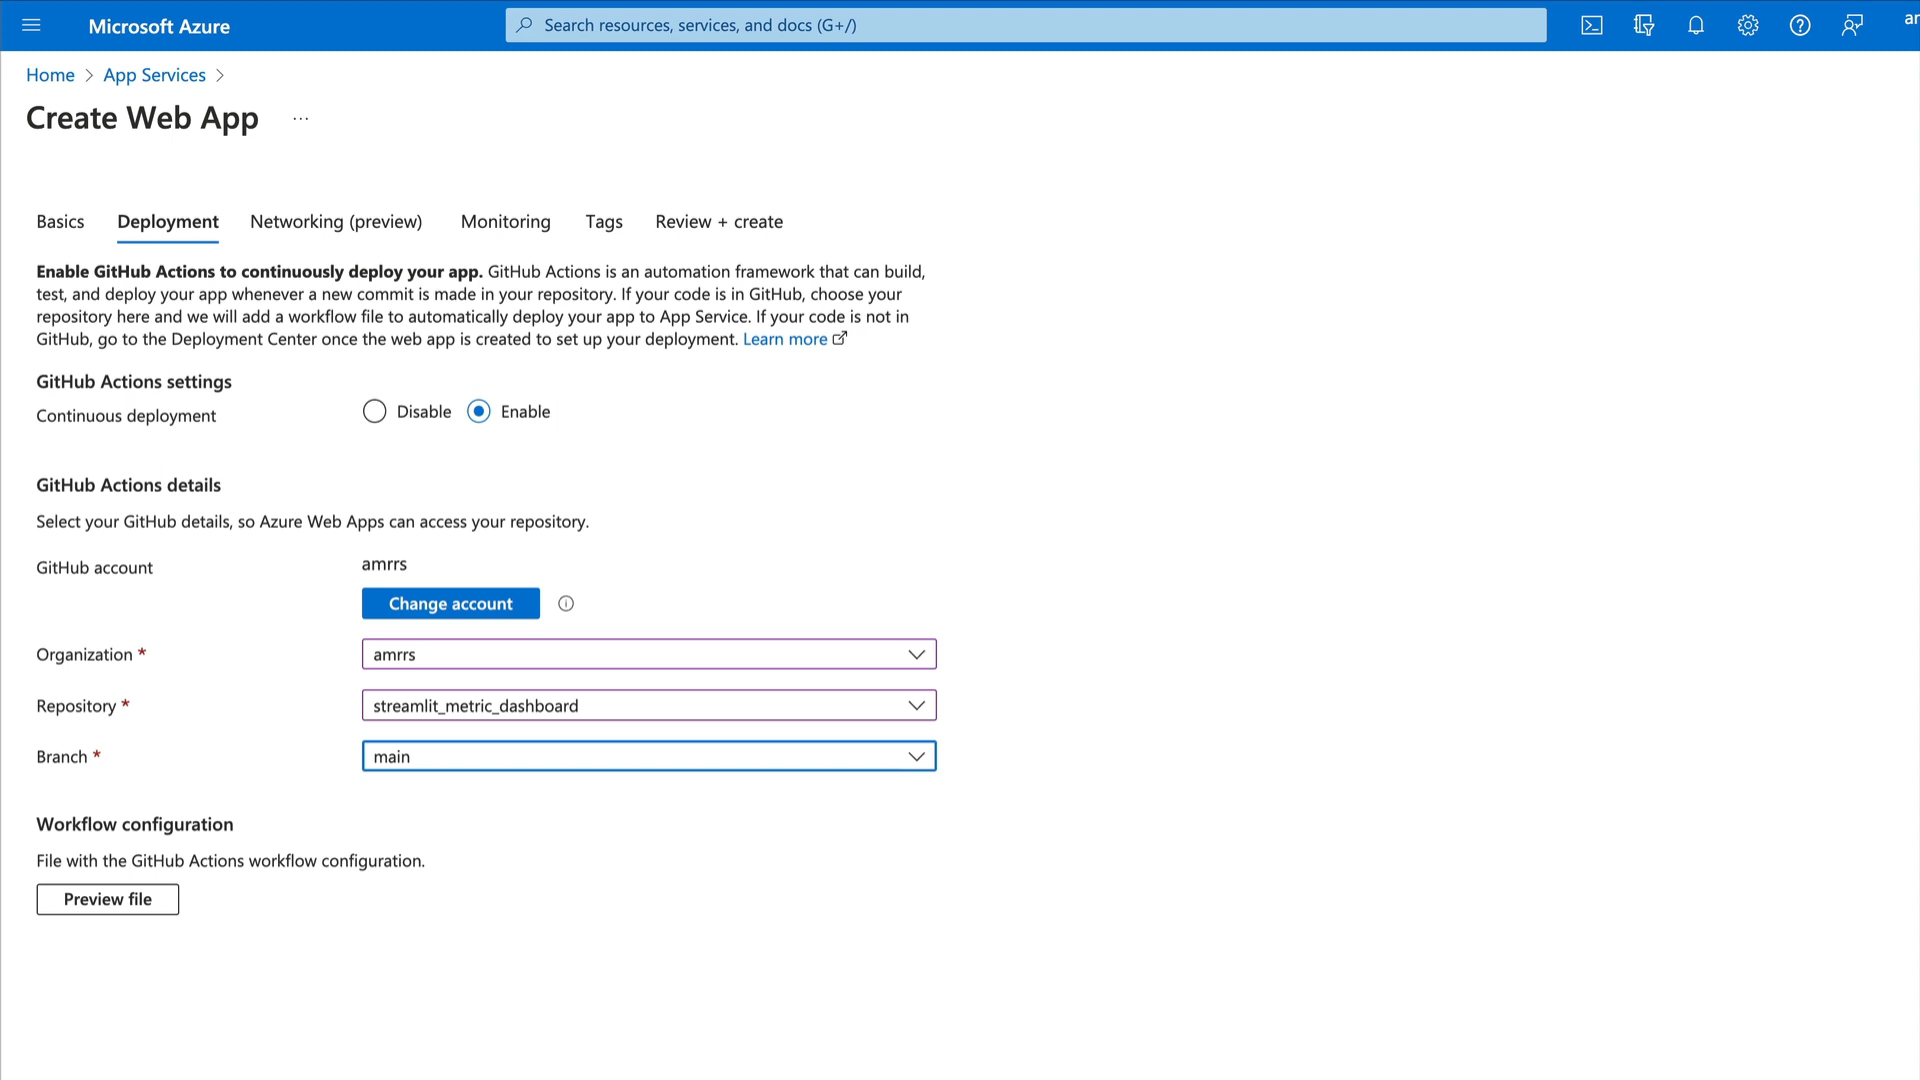 Microsoft Azure
Search resources, services, and docs (G+/)
ar
Home > App Services >
Create Web App ...
Basics Deployment Networking (preview) Monitoring Tags Review + create
Enable GitHub Actions to continuously deploy your app. GitHub Actions is an automation framework that can build,
test, and deploy your app whenever a new commit is made in your repository. If your code is in GitHub, choose your
repository here and we will add a workflow file to automatically deploy your app to App Service. If your code is not in
GitHub, go to the Deployment Center once the web app is created to set up your deployment. Learn more
GitHub Actions settings
Continuous deployment Disable Enable
GitHub Actions details
Select your GitHub details, so Azure Web Apps can access your repository.
GitHub account amrrs
Change account
Organization * amrrs
Repository * streamlit_metric_dashboard
Branch * main
Workflow configuration
File with the GitHub Actions workflow configuration.
Preview file